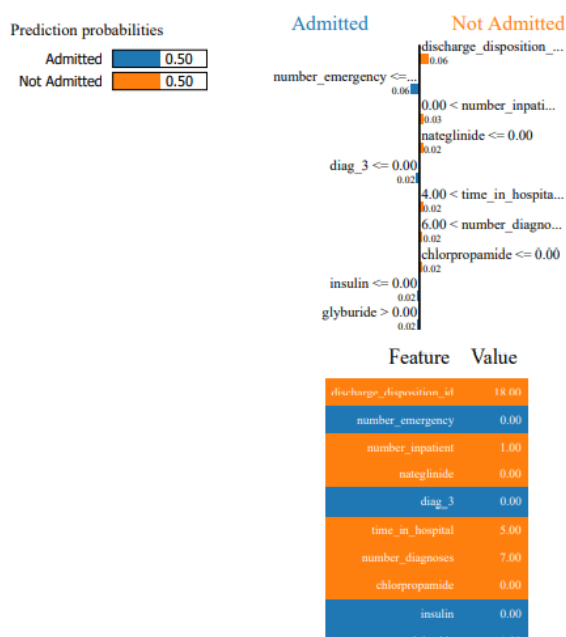 Prediction probabilities
Admitted 0.50
Not Admitted 0.50
Admitted Not Admitted
discharge_disposition_...
0.06
number_emergency <=...
0.06
0.00 < number_inpati...
0.03
nateglinide <= 0.00
0.02
diag_3 <= 0.00
0.02
4.00 < time_in_hospita...
0.02
6.00 < number_diagno...
0.02
chlorpropamide <= 0.00
0.02
insulin <= 0.00
0.02
glyburide > 0.00
0.02
Feature Value
discharge_disposition_id 18.00
number_emergency 0.00
number_inpatient 1.00
nateglinide 0.00
diag_3 0.00
time_in_hospital 5.00
number_diagnoses 7.00
chlorpropamide 0.00
insulin 0.00